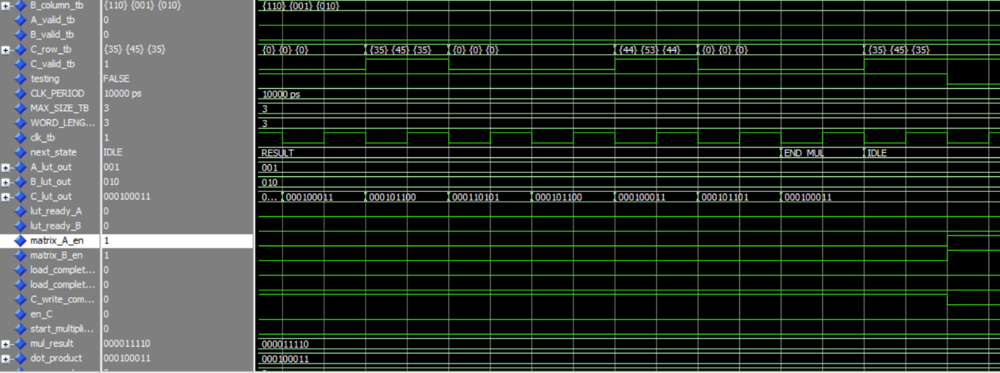 B_column_tb {110} {001} {010} {110} {001} {010}
A_valid_tb 0
B_valid_tb 0
C_row_tb {35} {45} {35} {0} {0} {0} {35} {45} {35} {0} {0} {0} {44} {53} {44} {0} {0} {0} {35} {45} {35}
C_valid_tb 1
testing FALSE
CLK_PERIOD 10000 ps 10000 ps
MAX_SIZE_TB 3 3
WORD_LENG... 3 3
clk_tb 1
next_state IDLE RESULT END_MUL IDLE
A_lut_out 001 001
B_lut_out 010 010
C_lut_out 000100011 0... 000100011 000101100 000110101 000101100 000100011 000101101 000100011
lut_ready_A 0
lut_ready_B 0
matrix_A_en 1
matrix_B_en 1
load_complet... 0
load_complet... 0
C_write_com... 0
en_C 0
start_multipli... 0
mul_result 000011110 000011110
dot_product 000100011 000100011